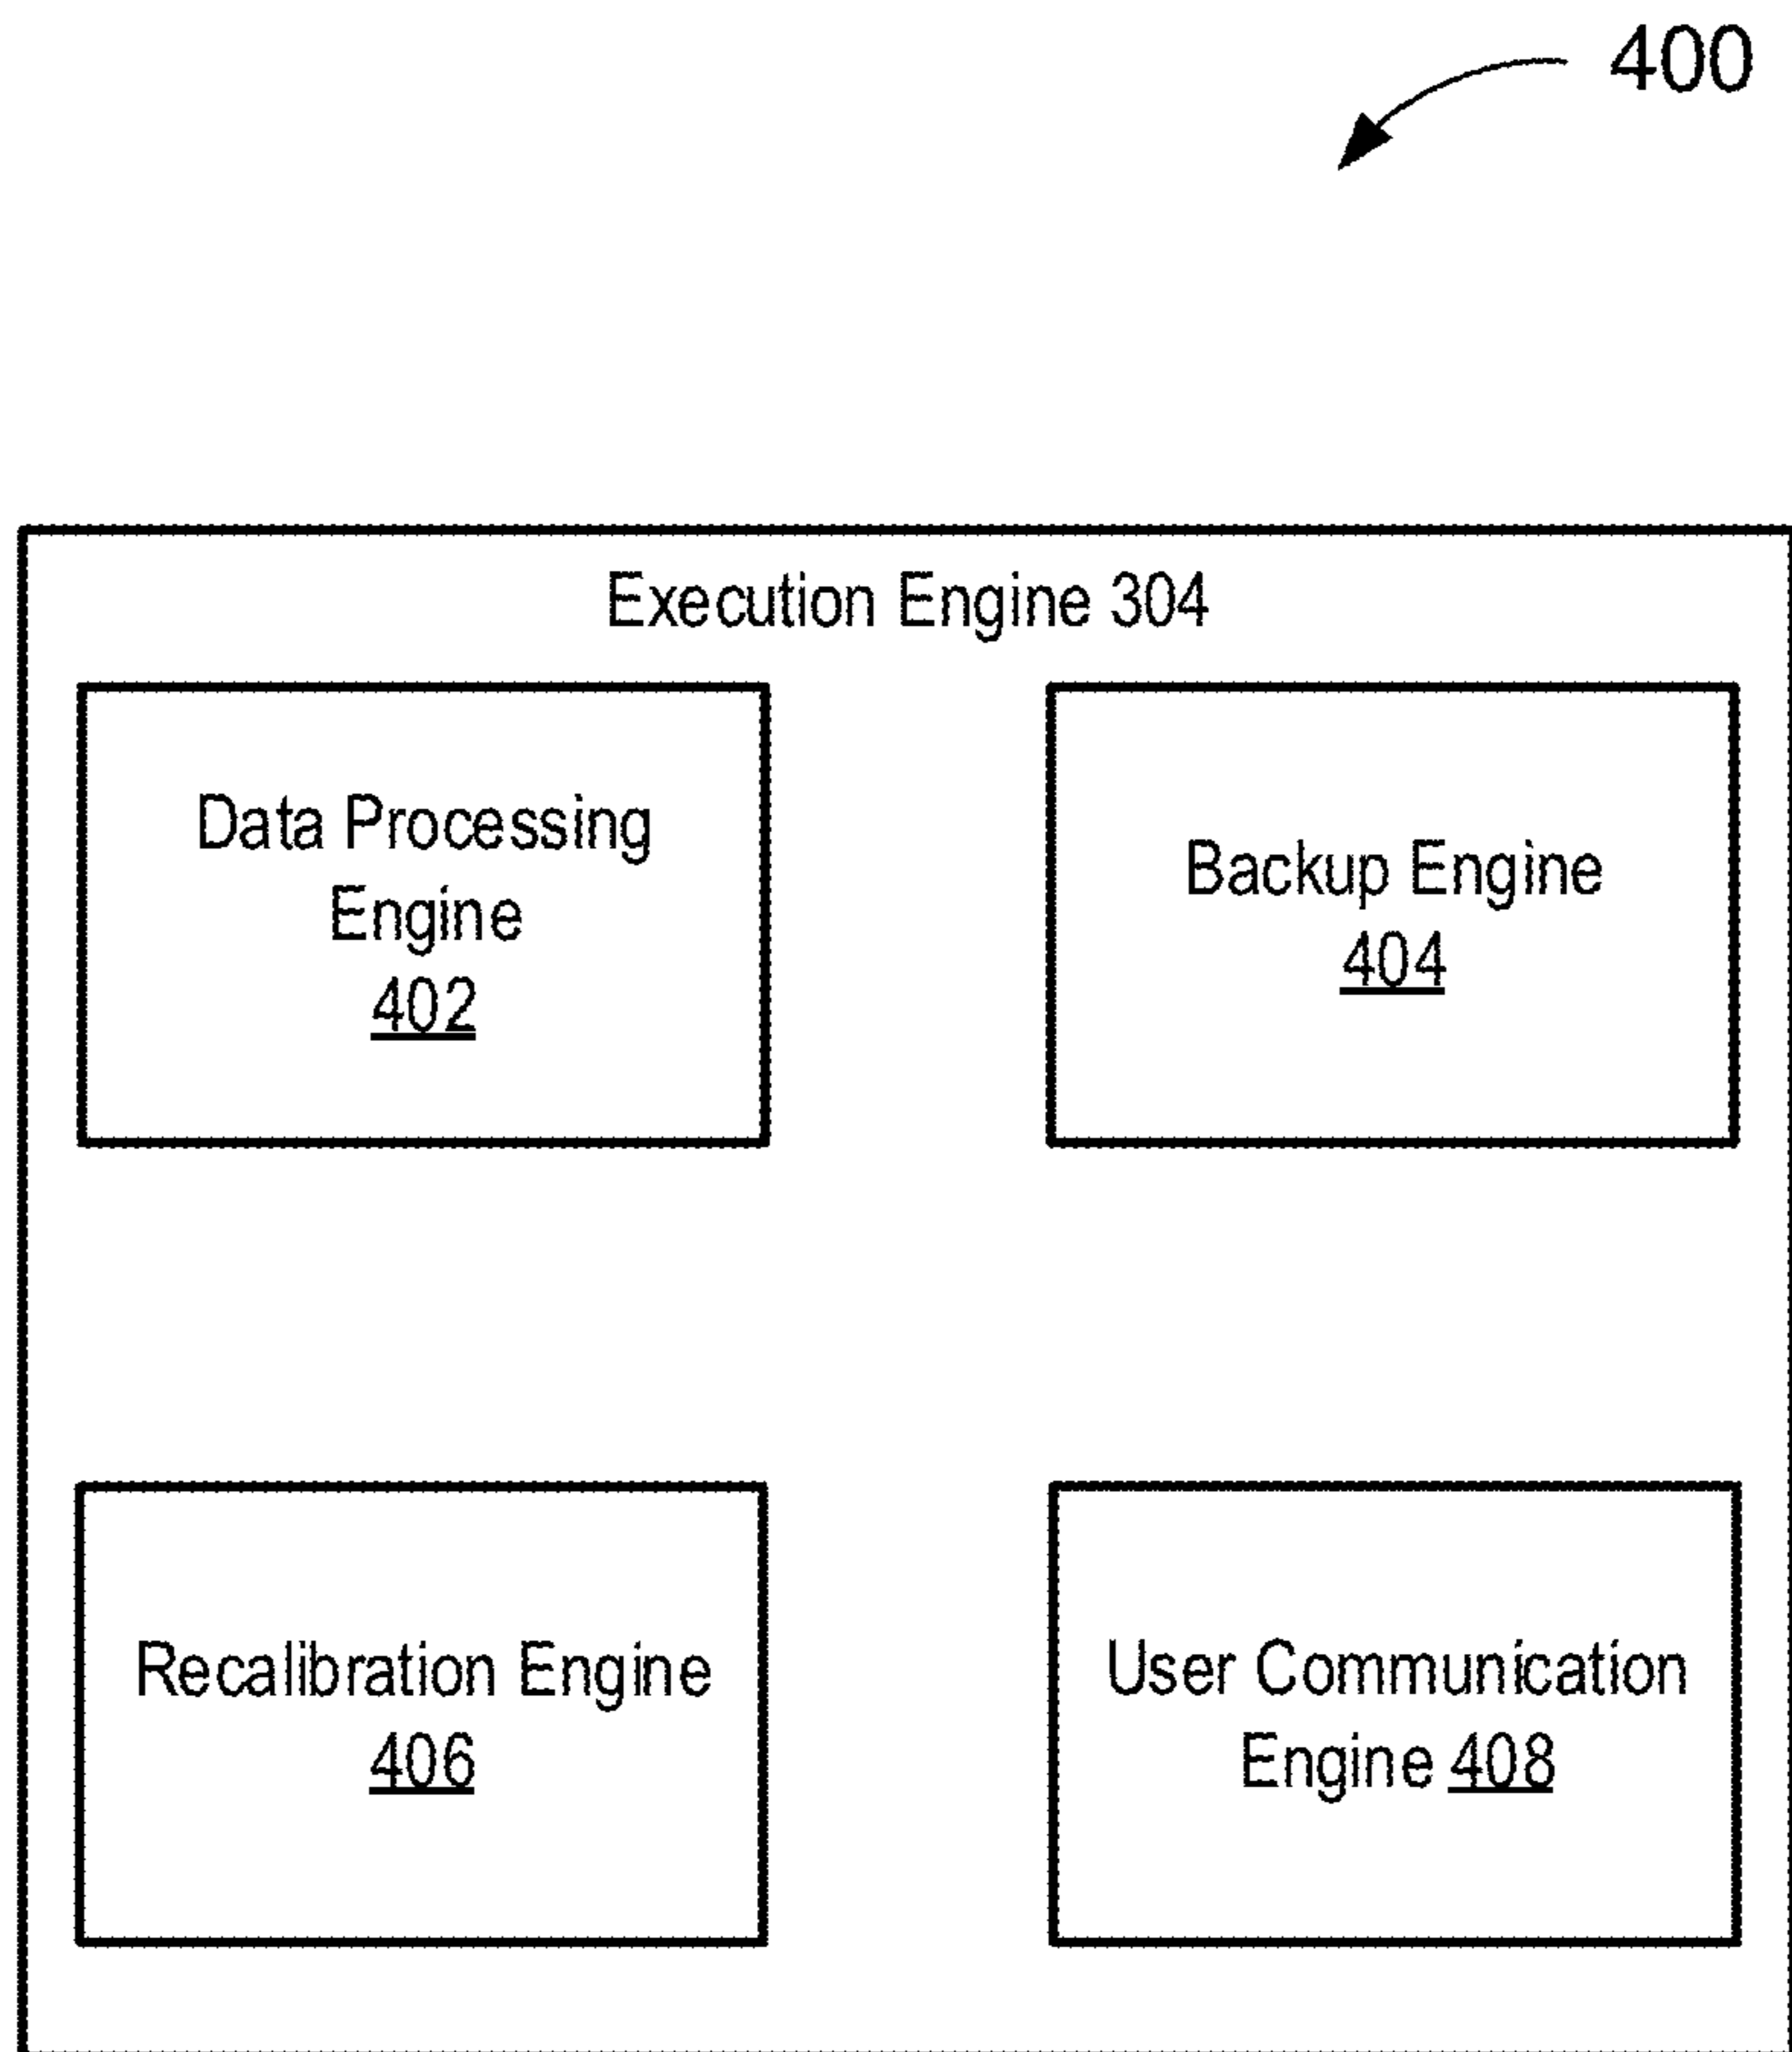 400
Execution Engine 304
Data Processing
Engine
402
Backup Engine
404
Recalibration Engine
406
User Communication
Engine 408